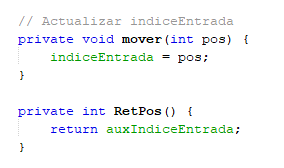 // Actualizar indiceEntrada
private void mover(int pos) {
    indiceEntrada = pos;
}

private int RetPos() {
    return auxIndiceEntrada;
}